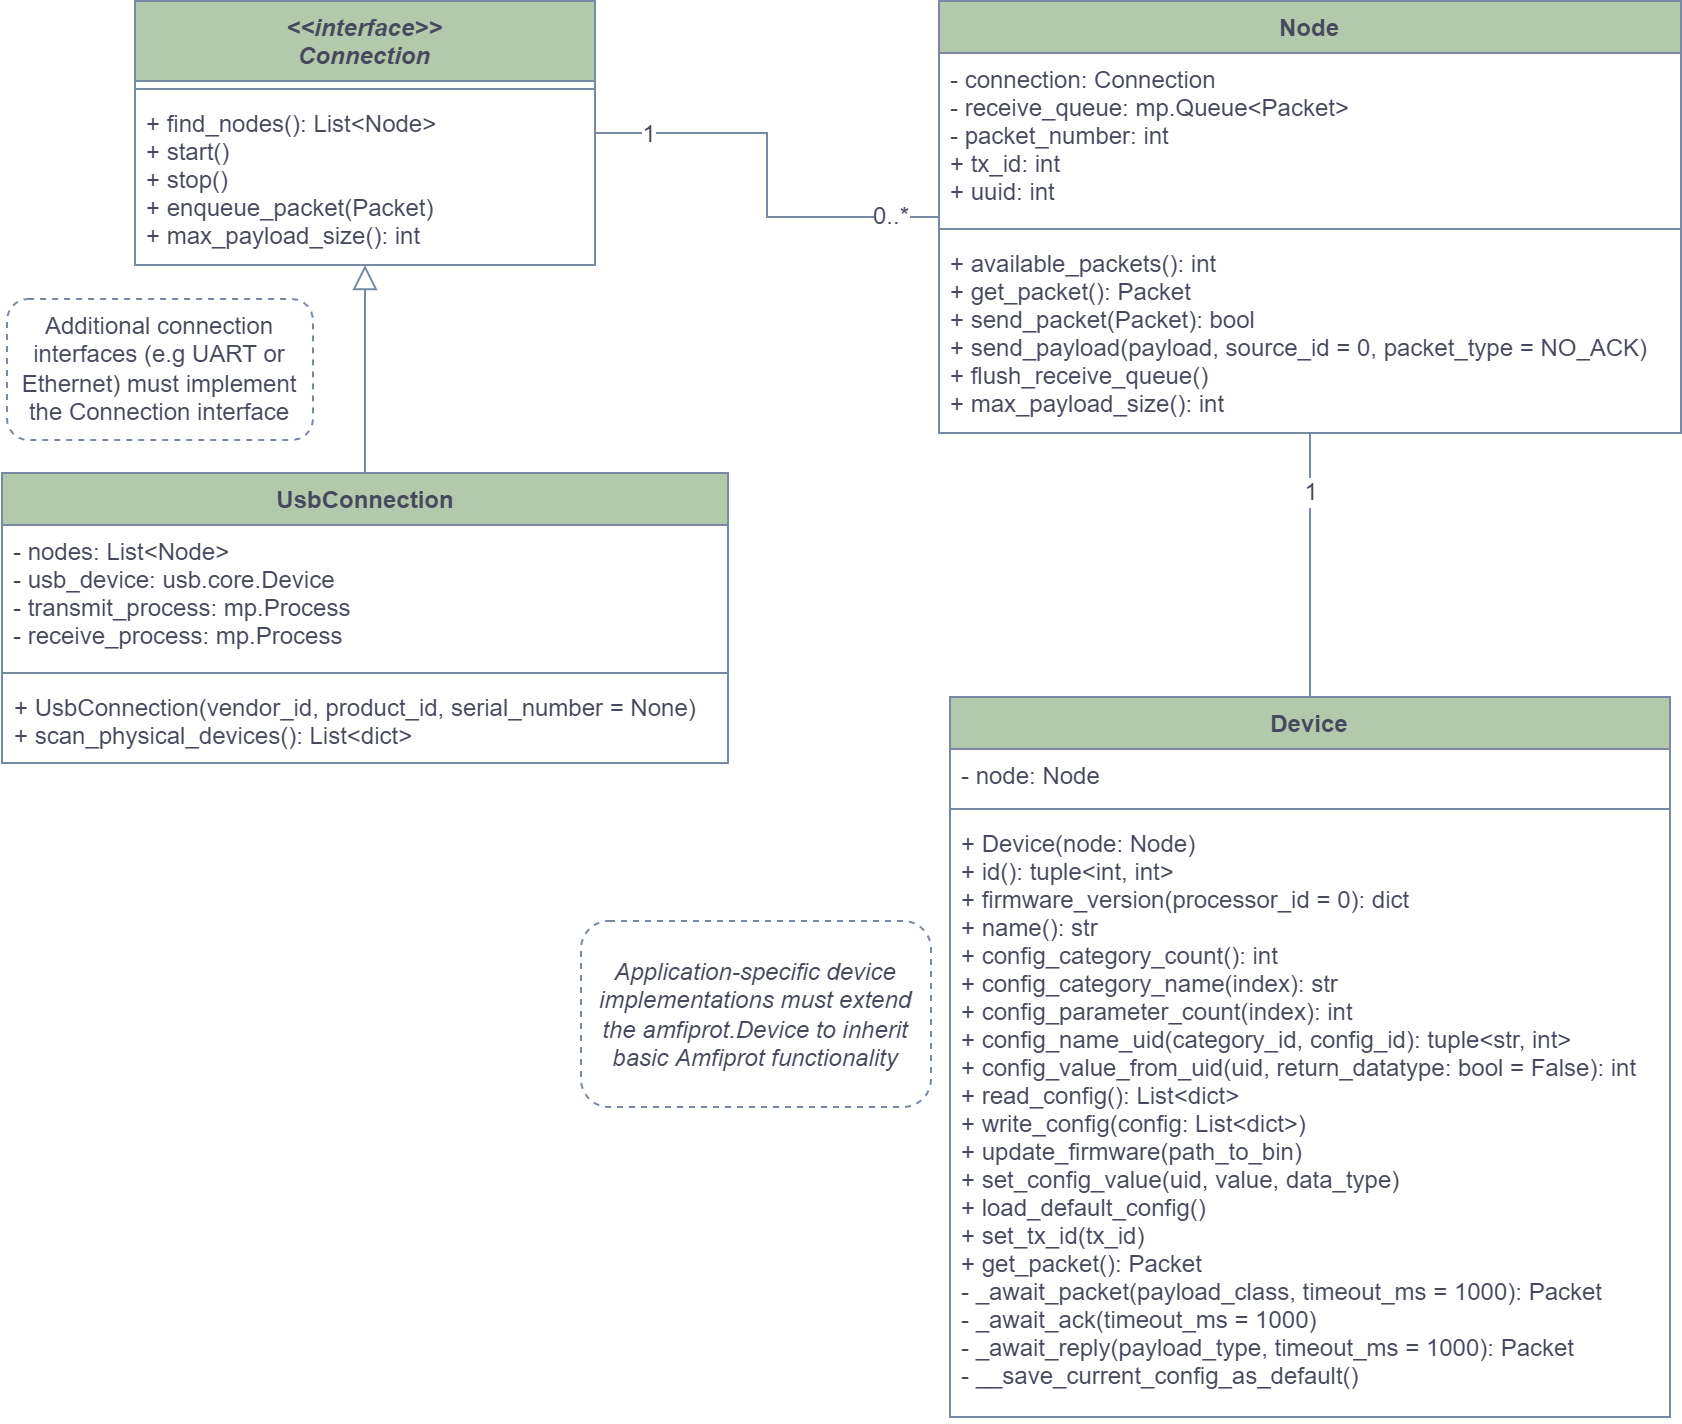 <<interface>>
Connection
+ find_nodes(): List<Node>
+ start()
+ stop()
+ enqueue_packet(Packet)
+ max_payload_size(): int
1
0..*
Node
- connection: Connection
- receive_queue: mp.Queue<Packet>
- packet_number: int
+ tx_id: int
+ uuid: int
+ available_packets(): int
+ get_packet(): Packet
+ send_packet(Packet): bool
+ send_payload(payload, source_id = 0, packet_type = NO_ACK)
+ flush_receive_queue()
+ max_payload_size(): int
Additional connection
interfaces (e.g UART or
Ethernet) must implement
the Connection interface
UsbConnection
- nodes: List<Node>
- usb_device: usb.core.Device
- transmit_process: mp.Process
- receive_process: mp.Process
+ UsbConnection(vendor_id, product_id, serial_number = None)
+ scan_physical_devices(): List<dict>
1
Device
- node: Node
+ Device(node: Node)
+ id(): tuple<int, int>
+ firmware_version(processor_id = 0): dict
+ name(): str
+ config_category_count(): int
+ config_category_name(index): str
+ config_parameter_count(index): int
+ config_name_uid(category_id, config_id): tuple<str, int>
+ config_value_from_uid(uid, return_datatype: bool = False): int
+ read_config(): List<dict>
+ write_config(config: List<dict>)
+ update_firmware(path_to_bin)
+ set_config_value(uid, value, data_type)
+ load_default_config()
+ set_tx_id(tx_id)
+ get_packet(): Packet
- _await_packet(payload_class, timeout_ms = 1000): Packet
- _await_ack(timeout_ms = 1000)
- _await_reply(payload_type, timeout_ms = 1000): Packet
- __save_current_config_as_default()
Application-specific device
implementations must extend
the amfiprot.Device to inherit
basic Amfiprot functionality